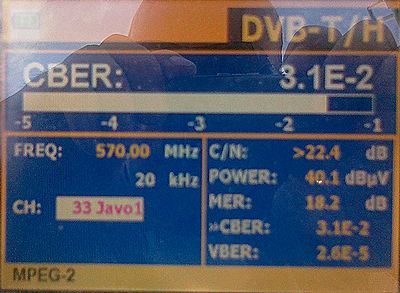 DVB-T/H
CBER: 3.1E-2
-5 -4 -3 -2 -1
FREQ: 570.00 MHz
20 kHz
CH: 33 Javo1
C/N: >22.4 dB
POWER: 40.1 dBµV
MER: 18.2 dB
»CBER: 3.1E-2
VBER: 2.6E-5
MPEG-2